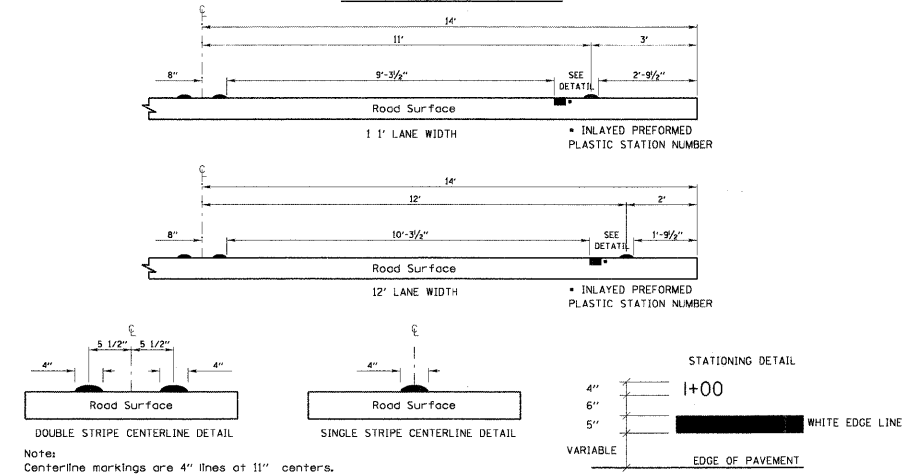 ℄
14'
11'
3'
8"
9'-3½"
SEE
DETATIL
2'-9½"
Road Surface
1 1' LANE WIDTH
▪ INLAYED PREFORMED
PLASTIC STATION NUMBER
℄
14'
12'
2'
8"
10'-3½"
SEE
DETATIL
1'-9½"
Road Surface
12' LANE WIDTH
▪ INLAYED PREFORMED
PLASTIC STATION NUMBER
℄
5 1/2" 5 1/2"
4"
4"
Road Surface
DOUBLE STRIPE CENTERLINE DETAIL
℄
4"
Road Surface
SINGLE STRIPE CENTERLINE DETAIL
STATIONING DETAIL
4"
1+00
6"
5"
WHITE EDGE LINE
VARIABLE
EDGE OF PAVEMENT
Note:
Centerline markings are 4" lines at 11" centers.